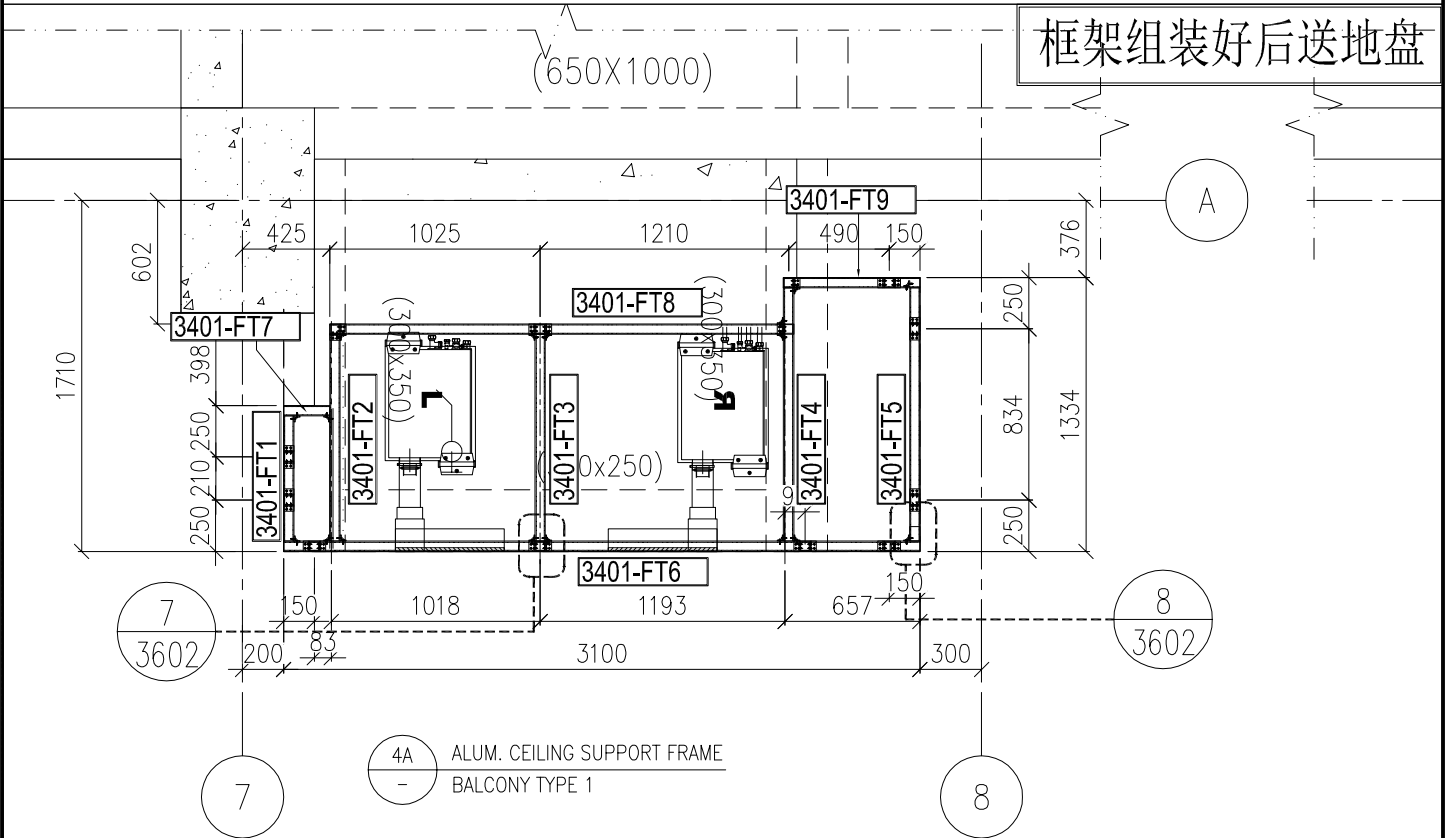 框架组装好后送地盘
(650X1000)
A
3401-FT9
425
1025
1210
490
150
376
602
3401-FT8
250
3401-FT7
(300x350)
(300x350)
1710
398
L
R
3401-FT1
3401-FT2
3401-FT3
3401-FT4
3401-FT5
834
1334
250
210
0x250)
9
250
250
3401-FT6
150
7
3602
150
1018
1193
657
8
3602
83
200
3100
300
4A
-
ALUM. CEILING SUPPORT FRAME
BALCONY TYPE 1
7
8